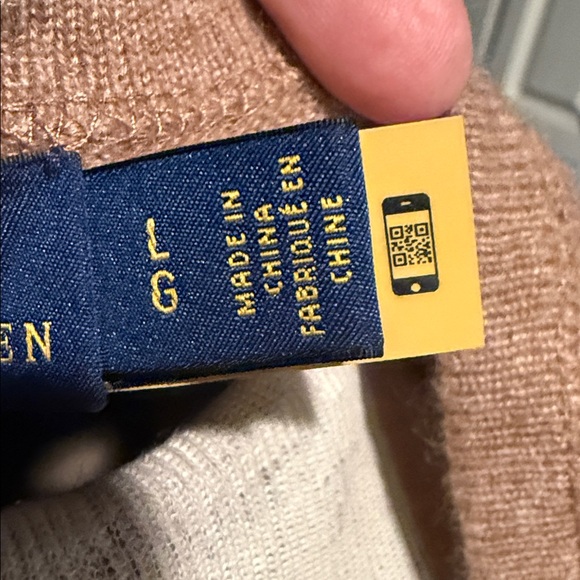 EN
L
G
MADE IN
CHINA
FABRIQUÉ EN
CHINE